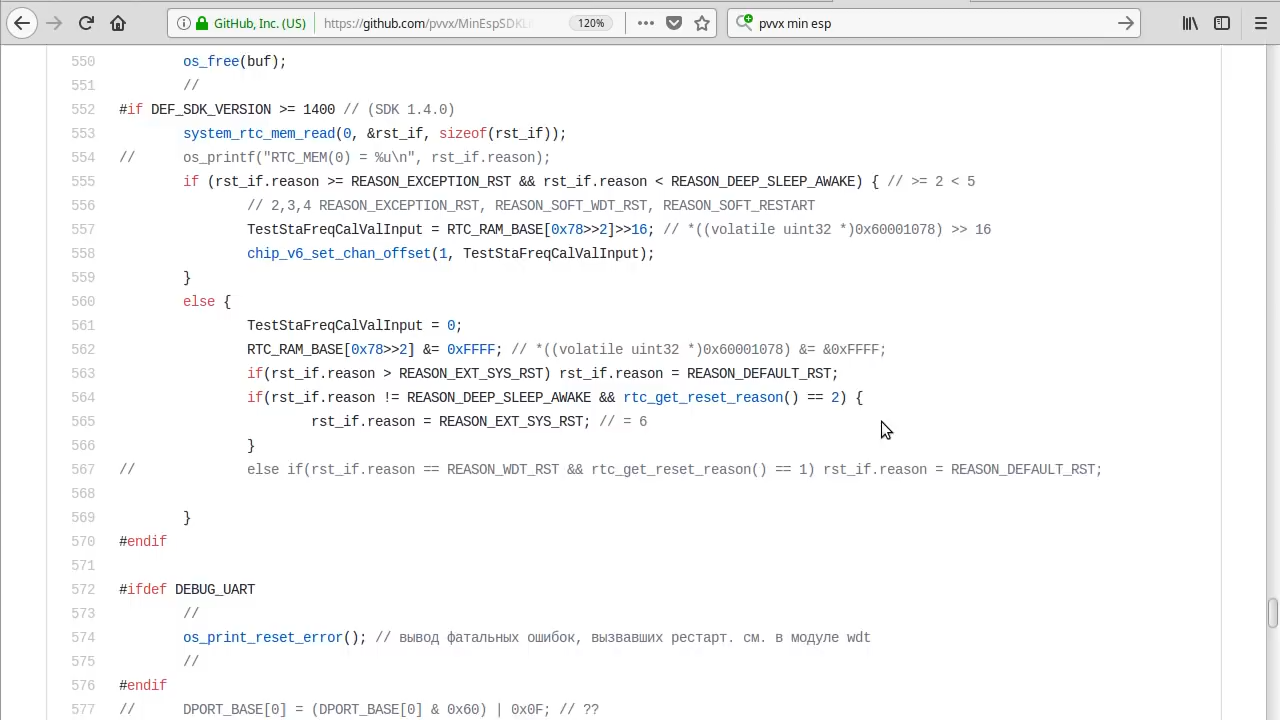 GitHub, Inc. (US)
https://github.com/pvvx/MinEspSDKL
120%
pvvx min esp
550 os_free(buf);
551 //
552 #if DEF_SDK_VERSION >= 1400 // (SDK 1.4.0)
553 system_rtc_mem_read(0, &rst_if, sizeof(rst_if));
554 // os_printf("RTC_MEM(0) = %u\n", rst_if.reason);
555 if (rst_if.reason >= REASON_EXCEPTION_RST && rst_if.reason < REASON_DEEP_SLEEP_AWAKE) { // >= 2 < 5
556 // 2,3,4 REASON_EXCEPTION_RST, REASON_SOFT_WDT_RST, REASON_SOFT_RESTART
557 TestStaFreqCalValInput = RTC_RAM_BASE[0x78>>2]>>16; // *((volatile uint32 *)0x60001078) >> 16
558 chip_v6_set_chan_offset(1, TestStaFreqCalValInput);
559 }
560 else {
561 TestStaFreqCalValInput = 0;
562 RTC_RAM_BASE[0x78>>2] &= 0xFFFF; // *((volatile uint32 *)0x60001078) &= &0xFFFF;
563 if(rst_if.reason > REASON_EXT_SYS_RST) rst_if.reason = REASON_DEFAULT_RST;
564 if(rst_if.reason != REASON_DEEP_SLEEP_AWAKE && rtc_get_reset_reason() == 2) {
565 rst_if.reason = REASON_EXT_SYS_RST; // = 6
566 }
567 // else if(rst_if.reason == REASON_WDT_RST && rtc_get_reset_reason() == 1) rst_if.reason = REASON_DEFAULT_RST;
568
569 }
570 #endif
571
572 #ifdef DEBUG_UART
573 //
574 os_print_reset_error(); // вывод фатальных ошибок, вызвавших рестарт. см. в модуле wdt
575 //
576 #endif
577 // DPORT_BASE[0] = (DPORT_BASE[0] & 0x60) | 0x0F; // ??